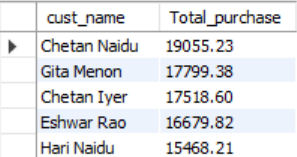 cust_name Total_purchase
Chetan Naidu 19055.23
Gita Menon 17799.38
Chetan Iyer 17518.60
Eshwar Rao 16679.82
Hari Naidu 15468.21